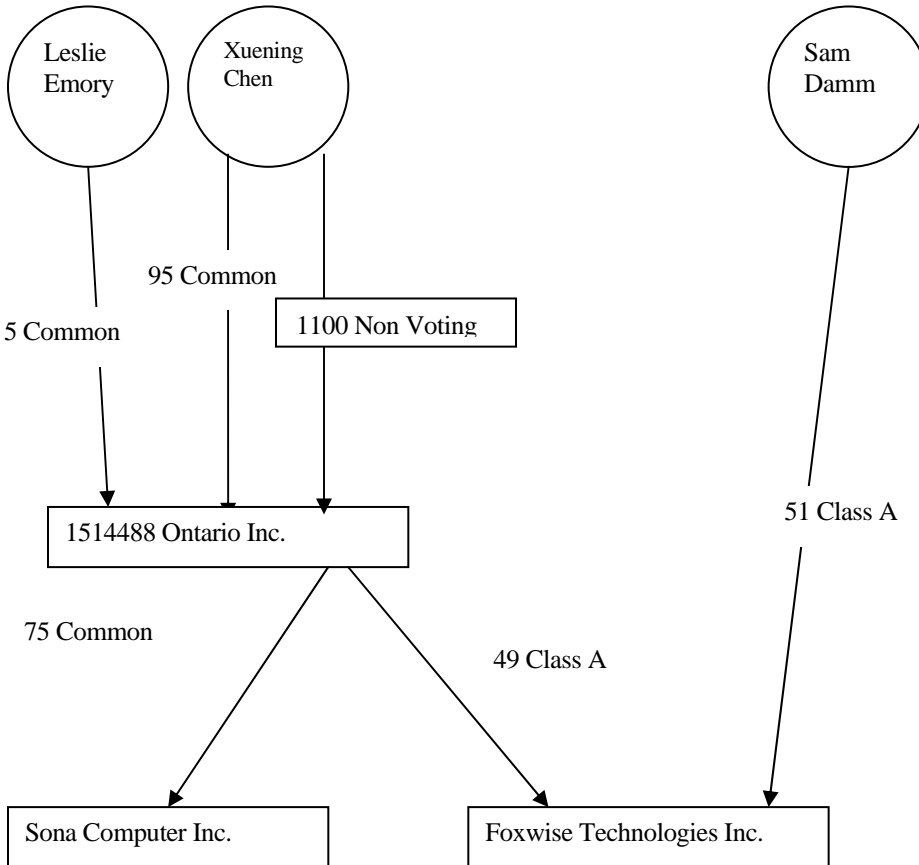 Leslie
Emory
Xuening
Chen
Sam
Damm
95 Common
5 Common
1100 Non Voting
51 Class A
1514488 Ontario Inc.
75 Common
49 Class A
Sona Computer Inc.
Foxwise Technologies Inc.